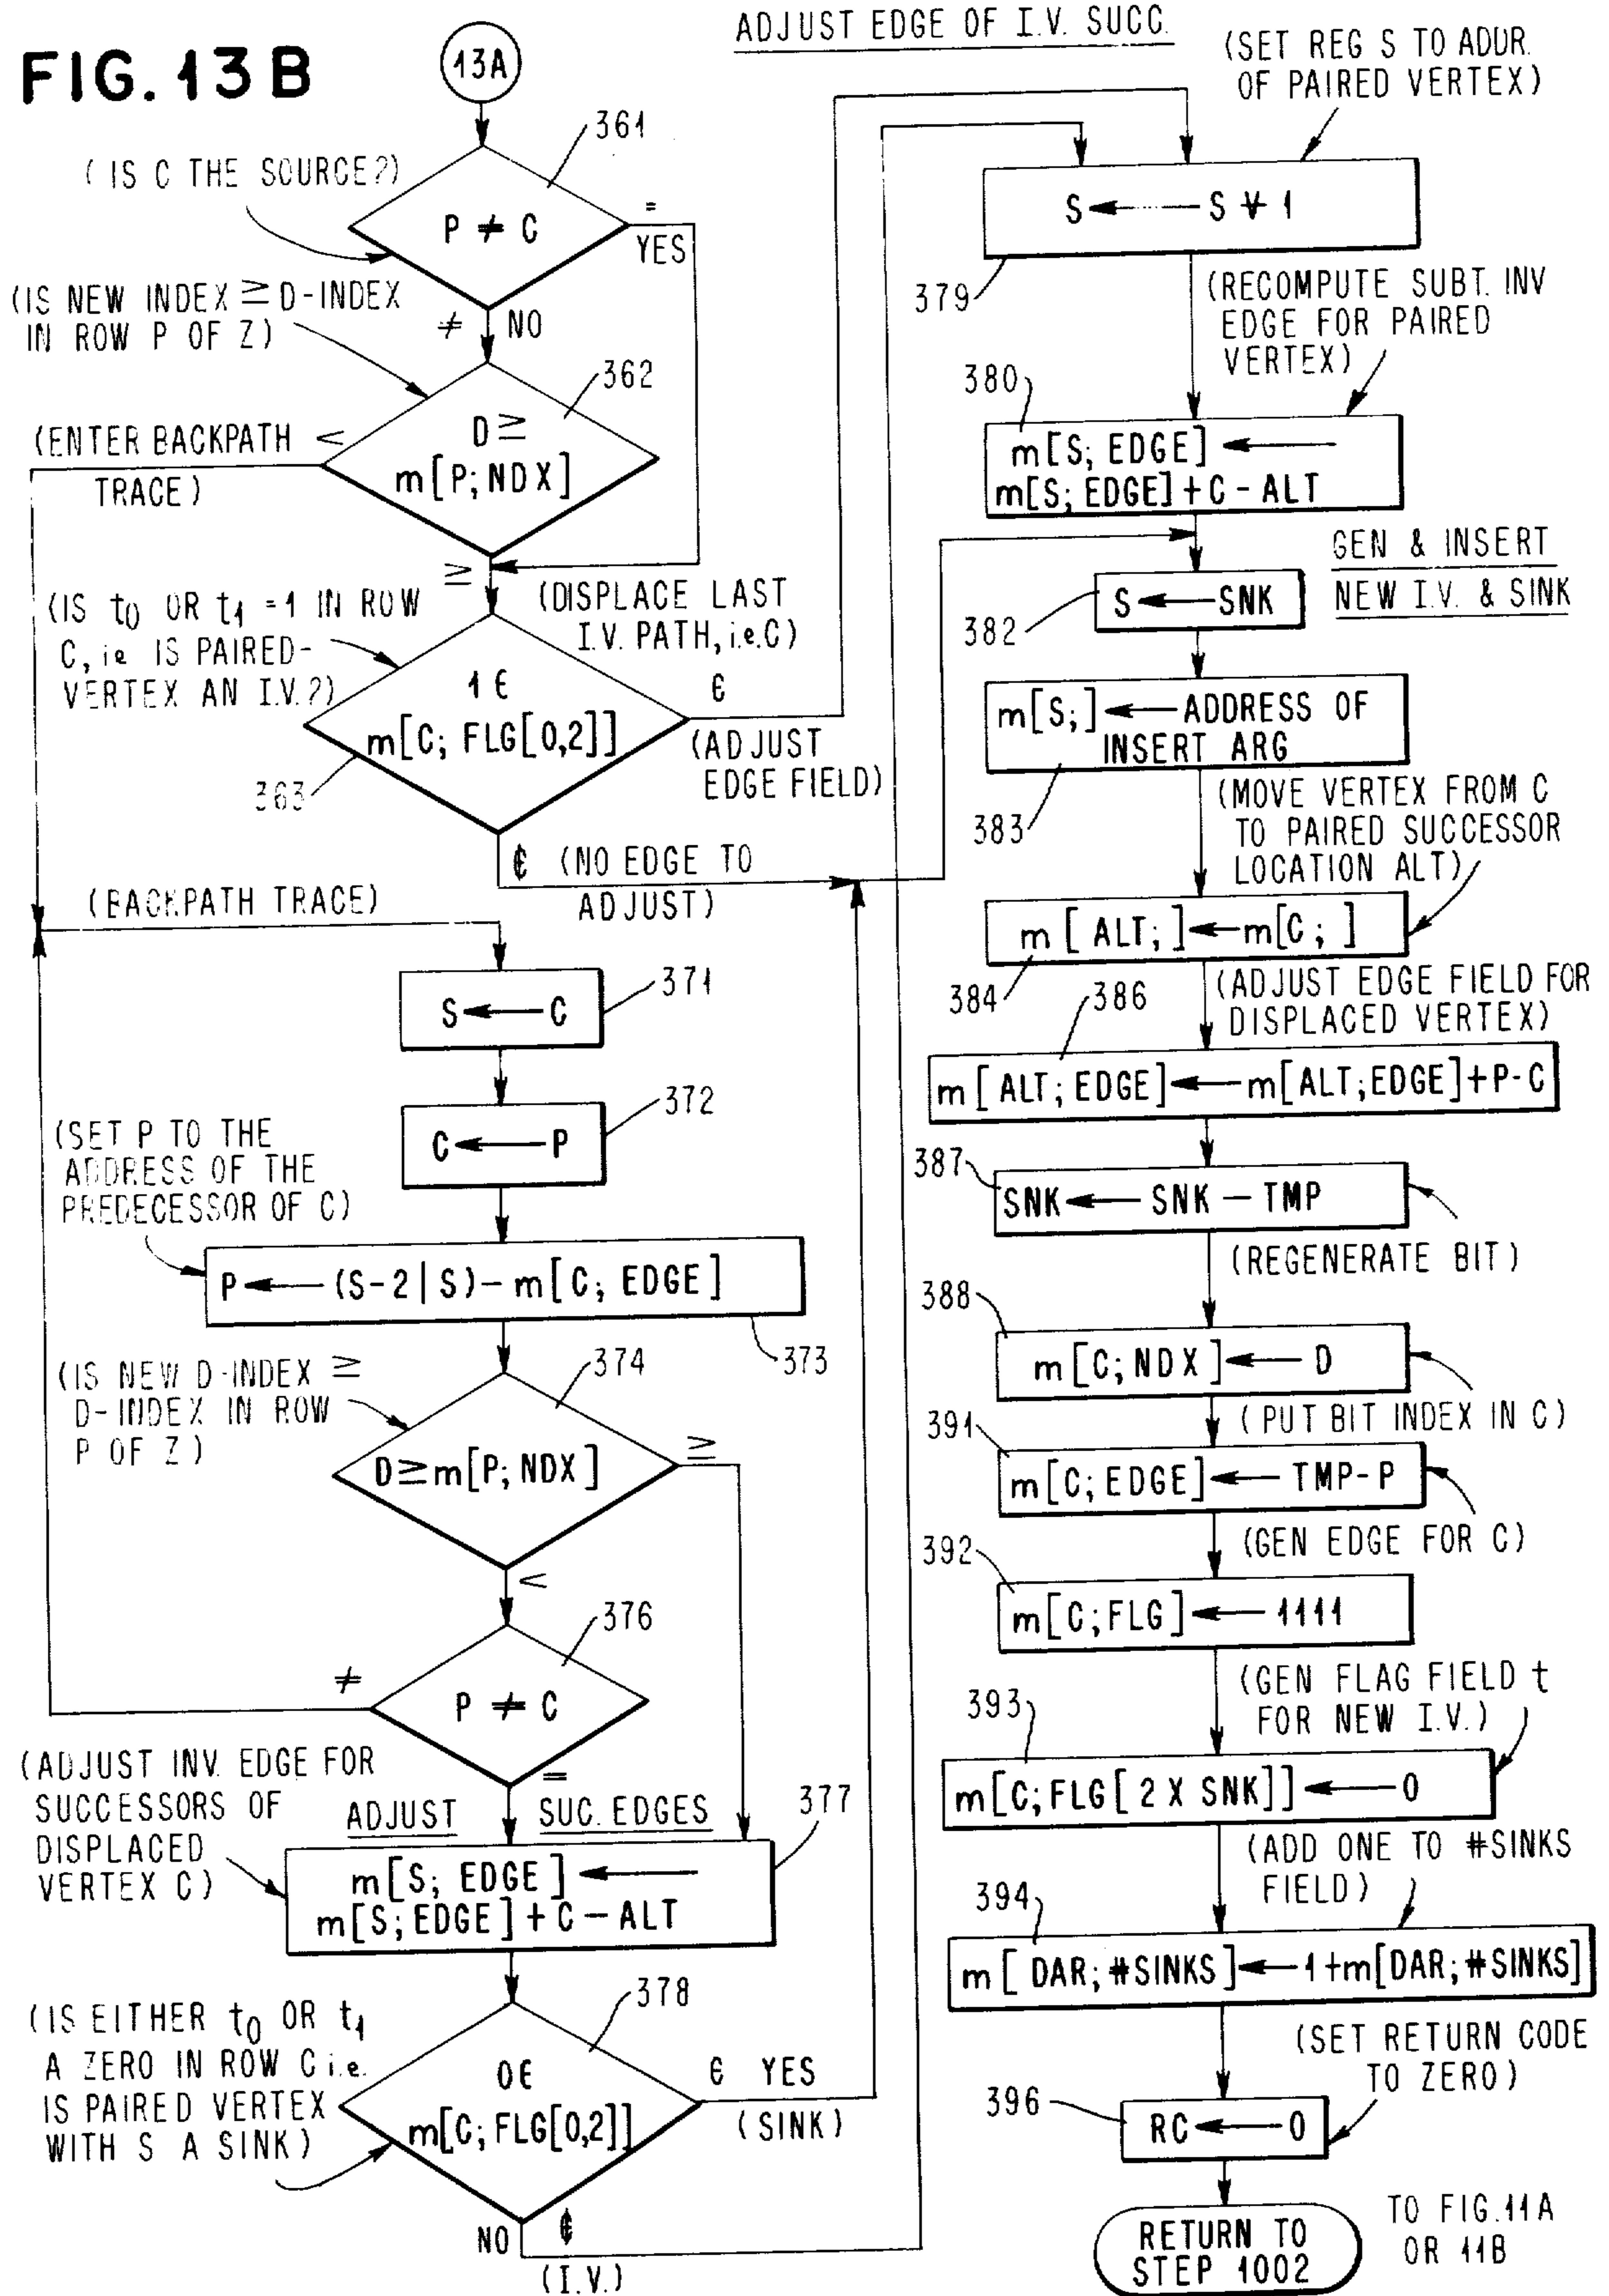 FIG. 13B
13A
361
( IS C THE SOURCE?)
P ≠ C
=
YES
≠ NO
(IS NEW INDEX ≧ D-INDEX
IN ROW P OF Z)
362
D ≧
m[P; NDX]
(ENTER BACKPATH
TRACE)
<
≧
(DISPLACE LAST
I.V. PATH, i.e.C)
(IS t0 OR t1 = 1 IN ROW
C, ie IS PAIRED-
VERTEX AN I.V.?)
1 ϵ
m[C; FLG[0,2]]
363
ϵ
(ADJUST
EDGE FIELD)
∉ (NO EDGE TO
ADJUST)
(BACKPATH TRACE)
371
S ← C
372
C ← P
(SET P TO THE
ADDRESS OF THE
PREDECESSOR OF C)
P ← (S-2|S)-m[C; EDGE]
373
(IS NEW D-INDEX ≧
D-INDEX IN ROW
P OF Z)
374
D≧m[P; NDX]
≧
<
376
P ≠ C
≠
=
(ADJUST INV. EDGE FOR
SUCCESSORS OF
DISPLACED
VERTEX C)
ADJUST SUC. EDGES
377
m[S; EDGE] ←
m[S; EDGE] + C - ALT
(IS EITHER t0 OR t1
A ZERO IN ROW C i.e.
IS PAIRED VERTEX
WITH S A SINK)
378
0ϵ
m[C; FLG[0,2]]
ϵ YES
(SINK)
NO ∉
(I.V.)
ADJUST EDGE OF I.V. SUCC.
(SET REG S TO ADDR.
OF PAIRED VERTEX)
S ← S ⩝ 1
379
(RECOMPUTE SUBT. INV
EDGE FOR PAIRED
VERTEX)
380
m[S; EDGE] ←
m[S; EDGE] + C - ALT
GEN & INSERT
NEW I.V. & SINK
S ← SNK
382
m[S;] ← ADDRESS OF
INSERT ARG
383
(MOVE VERTEX FROM C
TO PAIRED SUCCESSOR
LOCATION ALT)
m [ ALT; ] ← m[C; ]
384
386
(ADJUST EDGE FIELD FOR
DISPLACED VERTEX)
m[ ALT; EDGE] ← m[ALT; EDGE]+P-C
387
SNK ← SNK - TMP
(REGENERATE BIT)
388
m[C; NDX] ← D
(PUT BIT INDEX IN C)
391
m[C; EDGE] ← TMP-P
(GEN EDGE FOR C)
392
m[C; FLG] ← 1111
(GEN FLAG FIELD t
FOR NEW I.V.)
393
m[C; FLG[ 2 X SNK]] ← 0
(ADD ONE TO #SINKS
FIELD)
394
m[ DAR; #SINKS] ← 1+m[DAR; #SINKS]
(SET RETURN CODE
TO ZERO)
396
RC ← 0
RETURN TO
STEP 1002
TO FIG. 11A
OR 11B